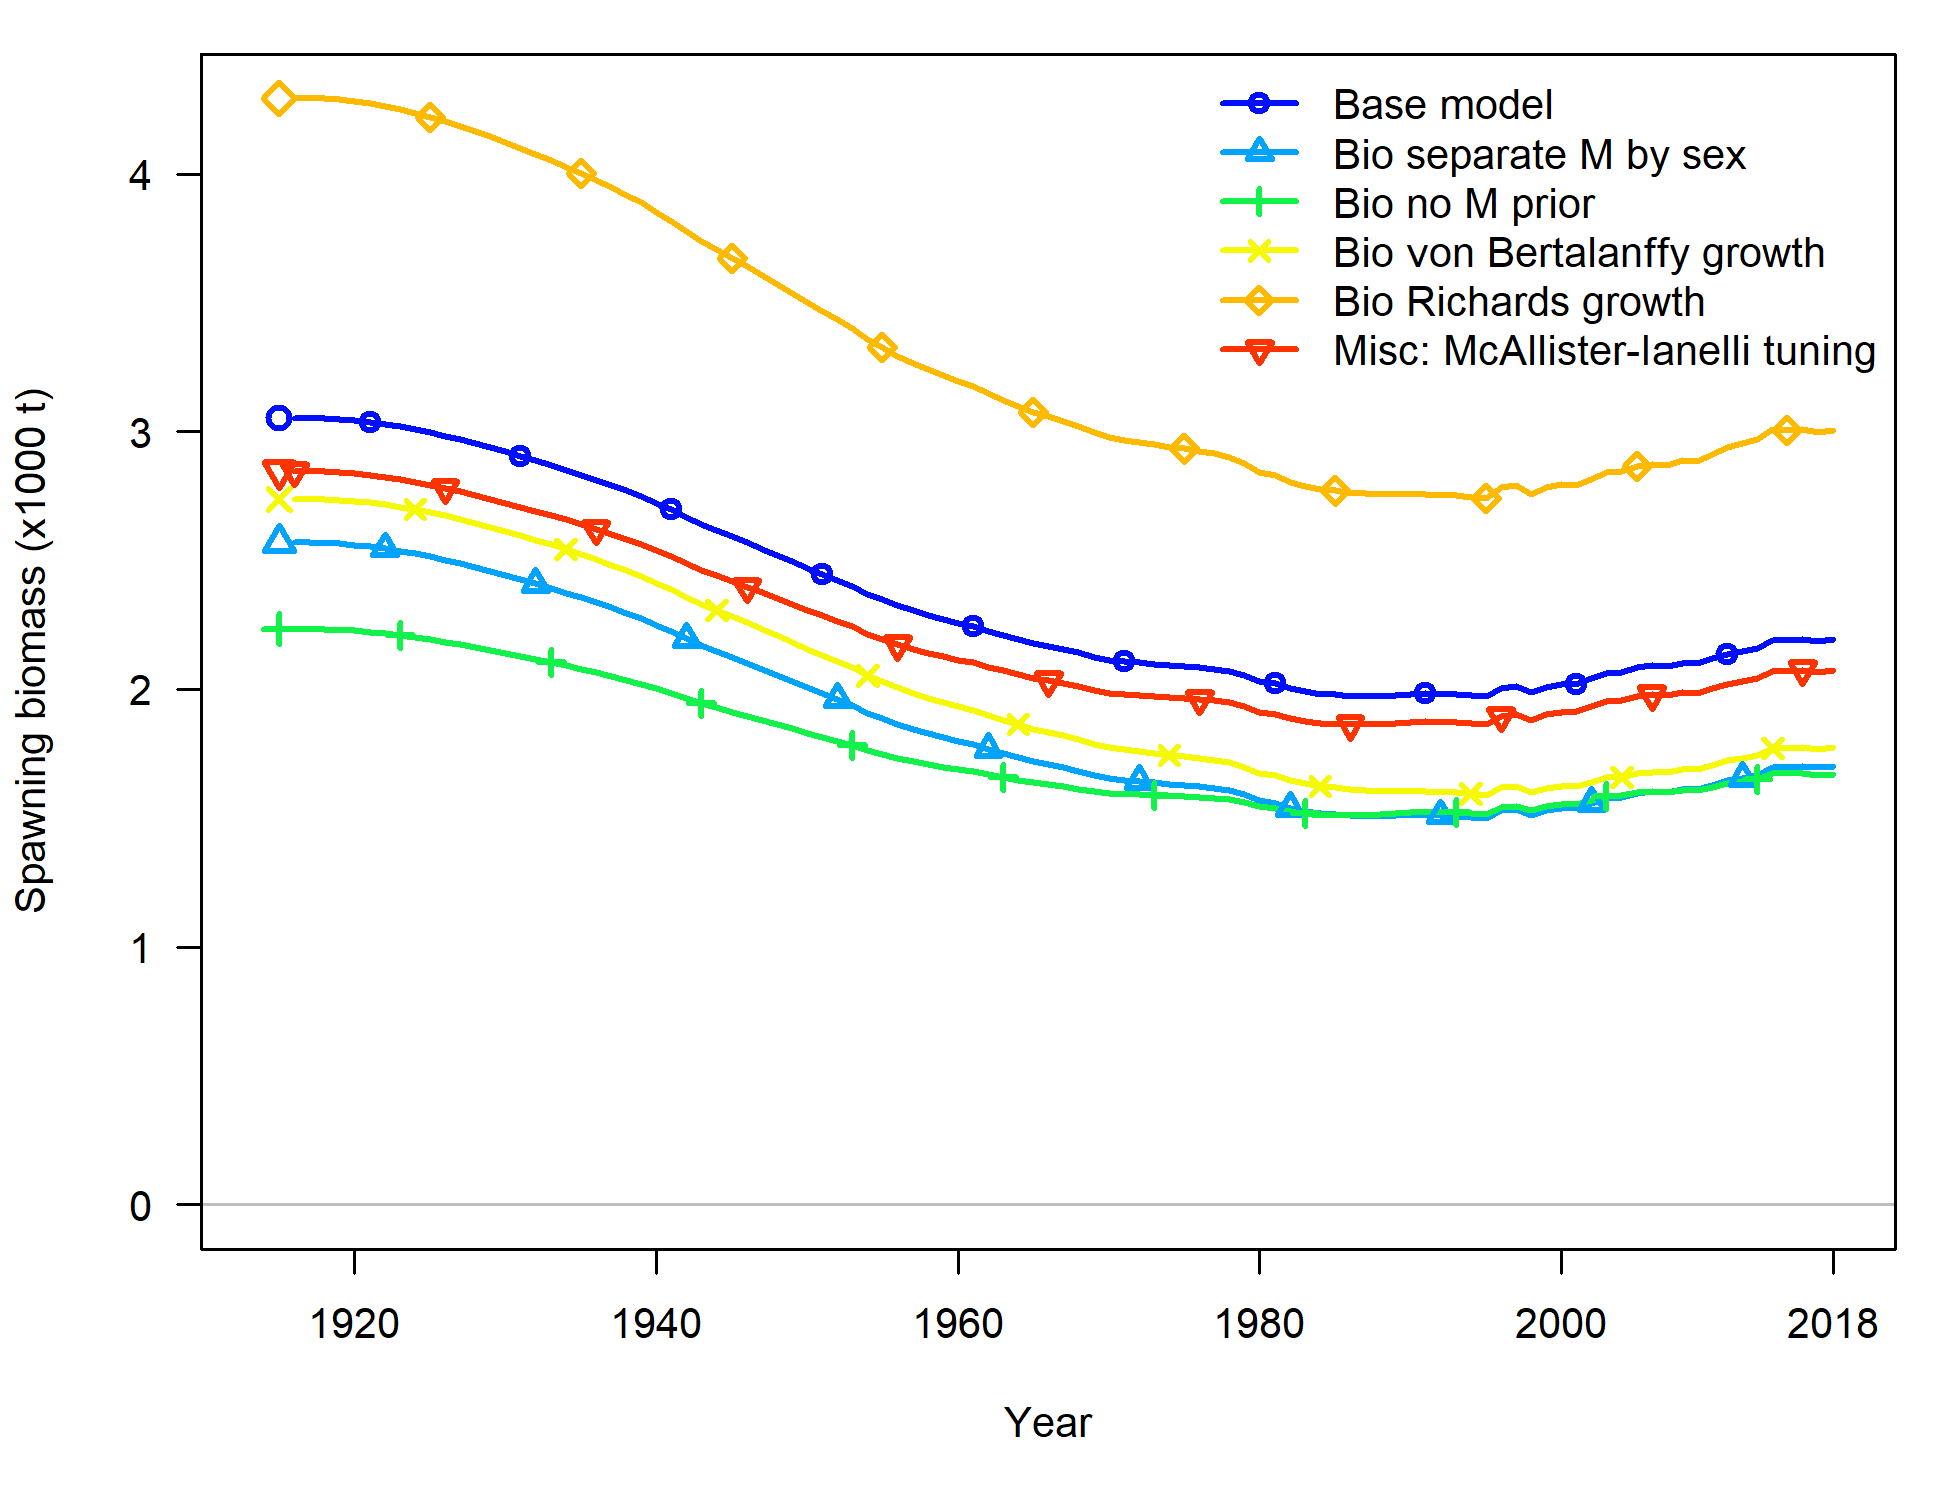 Base model
Bio separate M by sex
Bio no M prior
Bio von Bertalanffy growth
Bio Richards growth
Misc: McAllister-Ianelli tuning
Spawning biomass (x1000 t)
4
3
2
1
0
1920 1940 1960 1980 2000 2018
Year